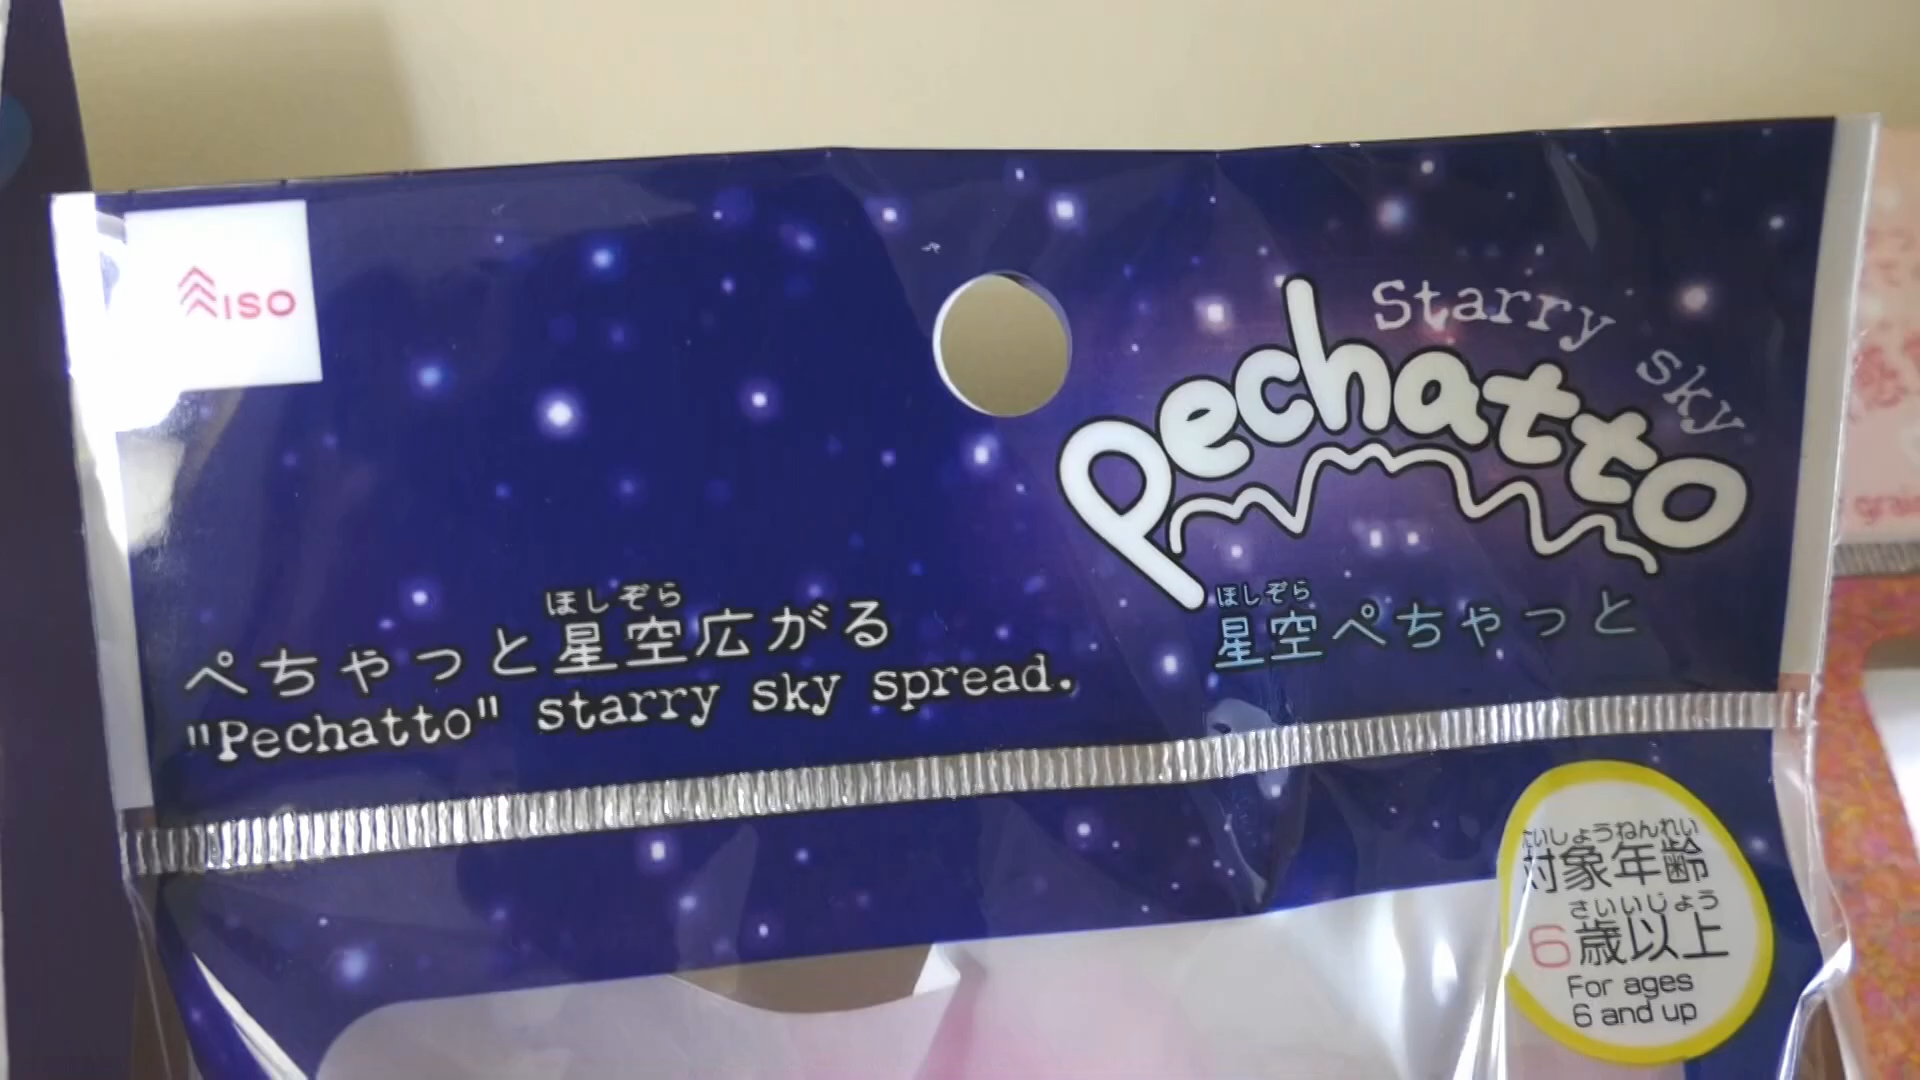 ISO
Starry sky
Pechatto
ほしぞら
星空ぺちゃっと
ほしぞら
ぺちゃっと星空広がる
"Pechatto" starry sky spread.
たいしょうねんれい
対象年齢
さいいじょう
6歳以上
For ages
6 and up